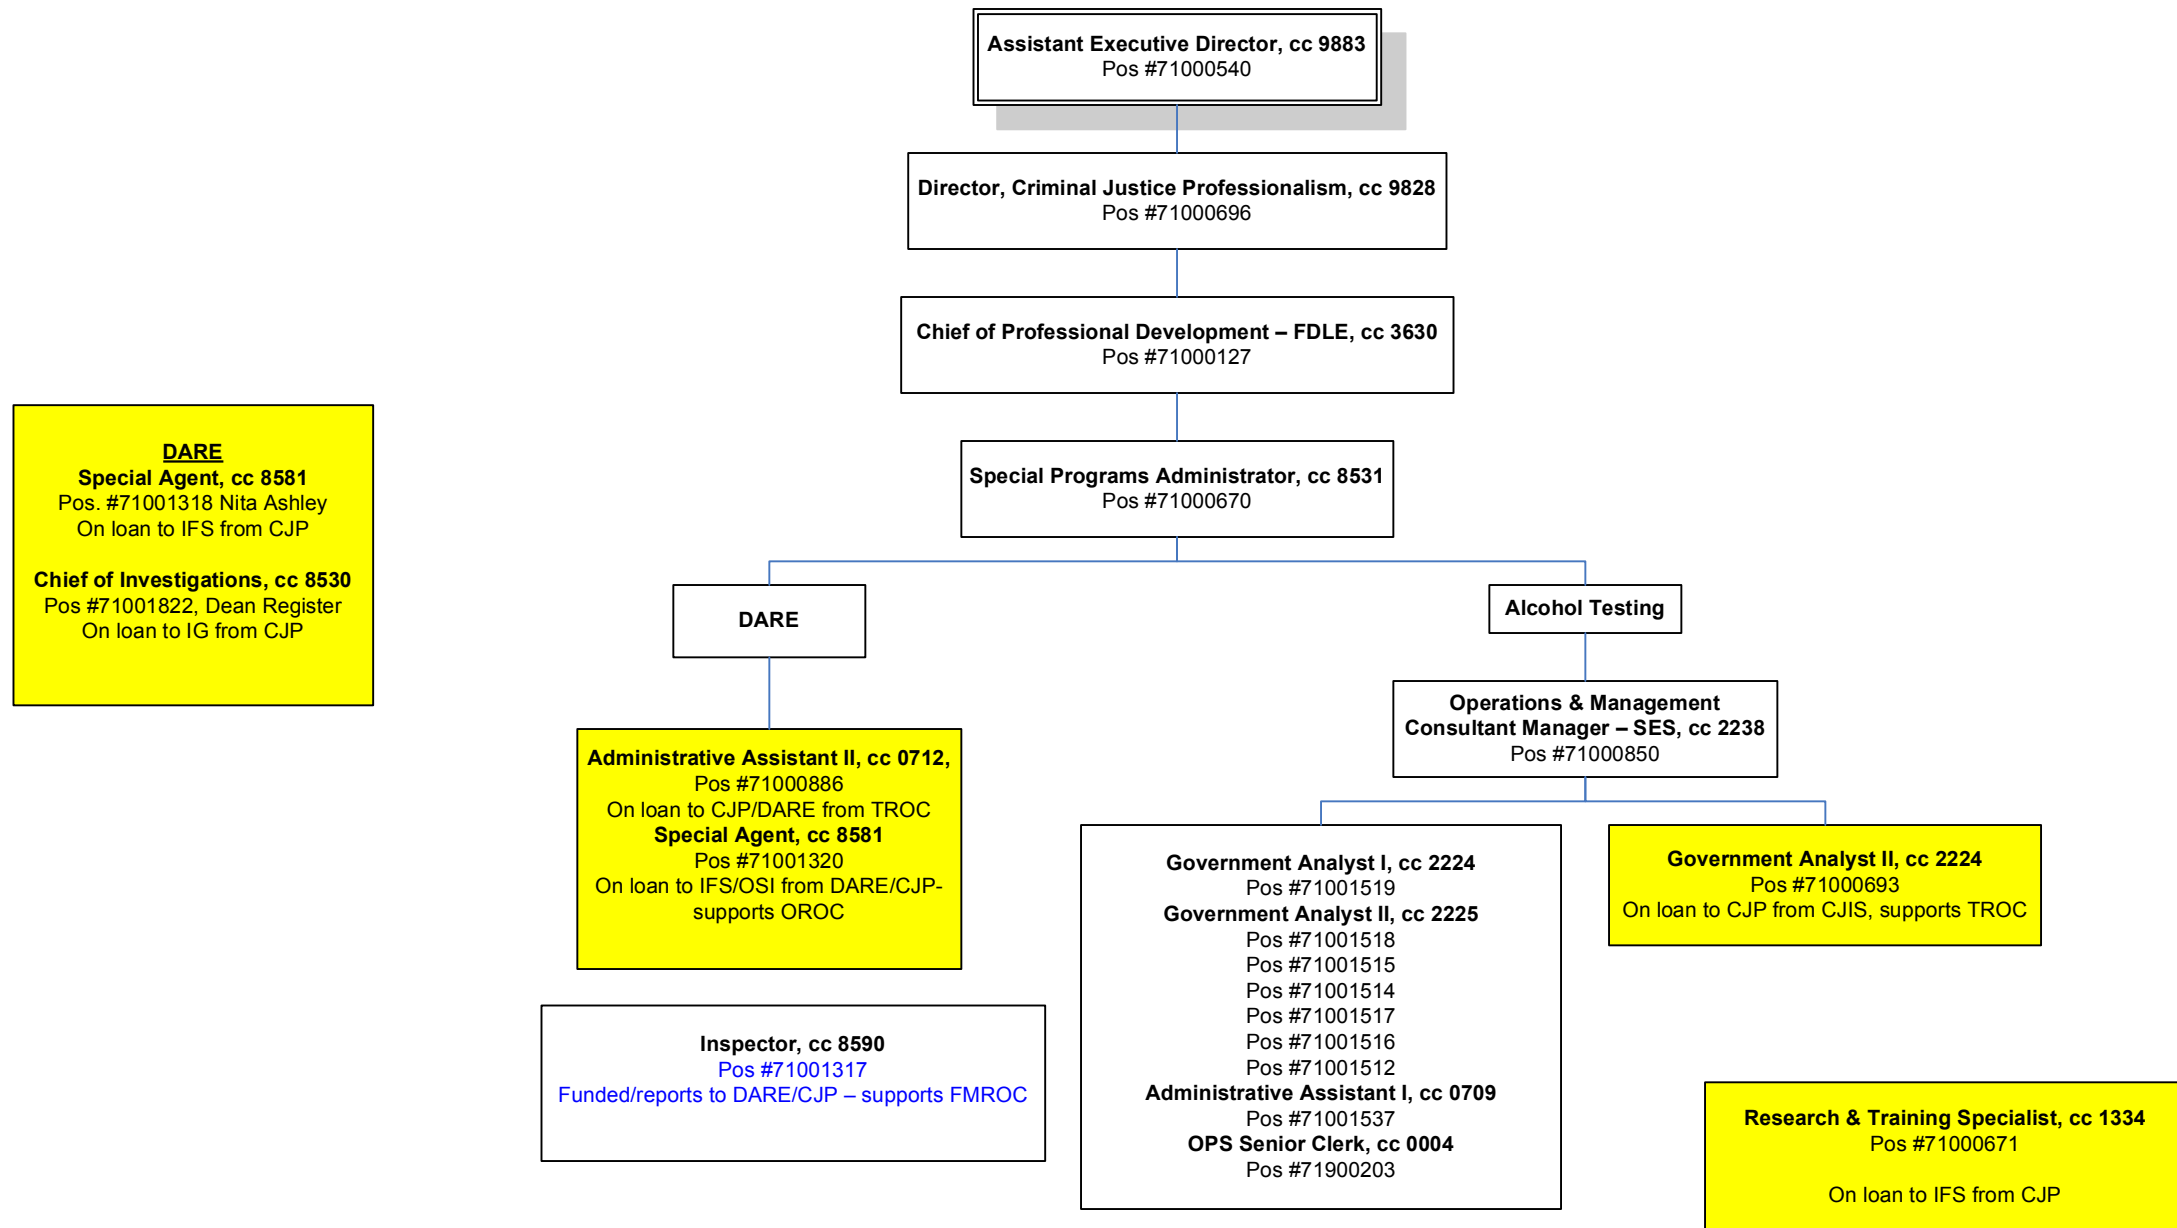 Assistant Executive Director, cc 9883
Pos #71000540
Director, Criminal Justice Professionalism, cc 9828
Pos #71000696
Chief of Professional Development – FDLE, cc 3630
Pos #71000127
DARE
Special Agent, cc 8581
Pos. #71001318 Nita Ashley
On loan to IFS from CJP
Chief of Investigations, cc 8530
Pos #71001822, Dean Register
On loan to IG from CJP
Special Programs Administrator, cc 8531
Pos #71000670
DARE
Alcohol Testing
Operations & Management
Consultant Manager – SES, cc 2238
Pos #71000850
Administrative Assistant II, cc 0712,
Pos #71000886
On loan to CJP/DARE from TROC
Special Agent, cc 8581
Pos #71001320
On loan to IFS/OSI from DARE/CJP-
supports OROC
Inspector, cc 8590
Pos #71001317
Funded/reports to DARE/CJP – supports FMROC
Government Analyst I, cc 2224
Pos #71001519
Government Analyst II, cc 2225
Pos #71001518
Pos #71001515
Pos #71001514
Pos #71001517
Pos #71001516
Pos #71001512
Administrative Assistant I, cc 0709
Pos #71001537
OPS Senior Clerk, cc 0004
Pos #71900203
Government Analyst II, cc 2224
Pos #71000693
On loan to CJP from CJIS, supports TROC
Research & Training Specialist, cc 1334
Pos #71000671
On loan to IFS from CJP